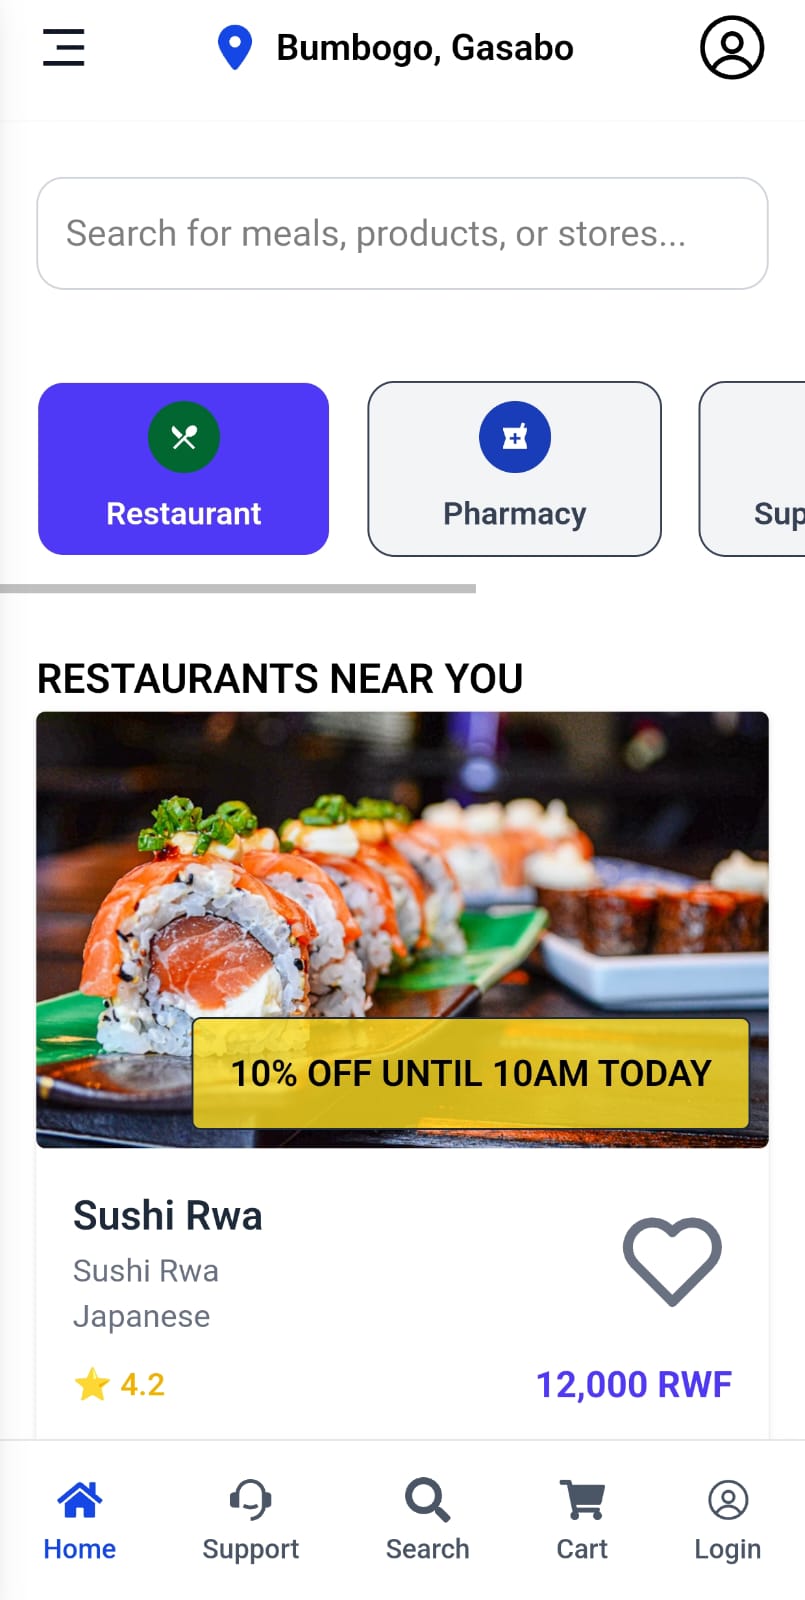 Bumbogo, Gasabo
Search for meals, products, or stores...
Restaurant
Pharmacy
Sup
RESTAURANTS NEAR YOU
10% OFF UNTIL 10AM TODAY
Sushi Rwa
Sushi Rwa
Japanese
4.2
12,000 RWF
Home
Support
Search
Cart
Login